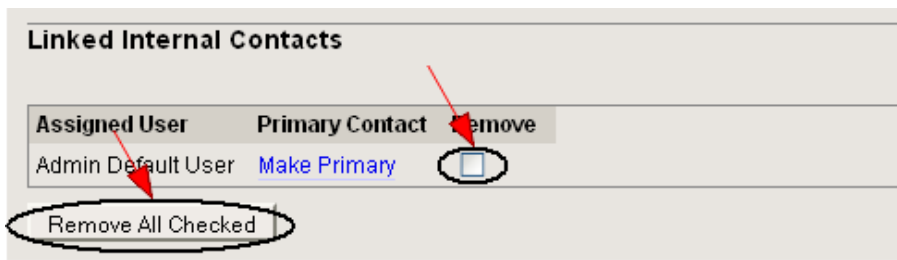 Linked Internal Contacts
Assigned User Primary Contact Remove
Admin Default User Make Primary
Remove All Checked